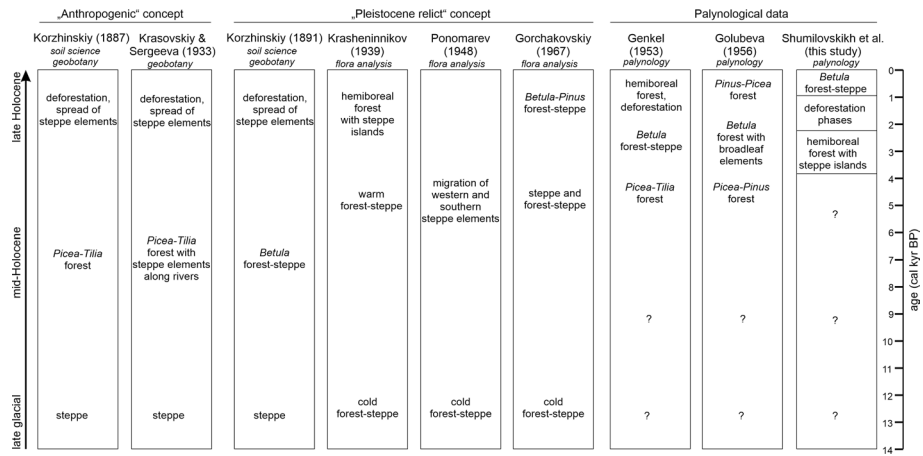 „Anthropogenic“ concept
„Pleistocene relict“ concept
Palynological data
Korzhinskiy (1887)
soil science
geobotany
Krasovskiy &
Sergeeva (1933)
geobotany
Korzhinskiy (1891)
soil science
geobotany
Krasheninnikov
(1939)
flora analysis
Ponomarev
(1948)
flora analysis
Gorchakovskiy
(1967)
flora analysis
Genkel
(1953)
palynology
Golubeva
(1956)
palynology
Shumilovskikh et al.
(this study)
palynology
late Holocene
mid-Holocene
late glacial
deforestation,
spread of
steppe elements
Picea-Tilia
forest
steppe
deforestation,
spread of
steppe elements
Picea-Tilia
forest with
steppe elements
along rivers
steppe
deforestation,
spread of
steppe elements
Betula
forest-steppe
steppe
hemiboreal
forest
with steppe
islands
warm
forest-steppe
cold
forest-steppe
migration of
western and
southern
steppe elements
cold
forest-steppe
Betula-Pinus
forest-steppe
steppe and
forest-steppe
cold
forest-steppe
hemiboreal
forest,
deforestation
Betula
forest-steppe
Picea-Tilia
forest
?
?
Pinus-Picea
forest
Betula
forest with
broadleaf
elements
Picea-Pinus
forest
?
?
Betula
forest-steppe
deforestation
phases
hemiboreal
forest with
steppe islands
?
?
?
0
1
2
3
4
5
6
7
8
9
10
11
12
13
14
age (cal kyr BP)